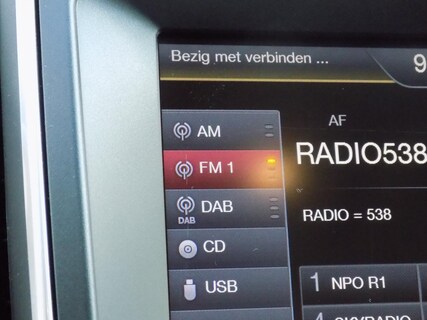 Bezig met verbinden ... 9
AM
AF
FM 1
RADIO538
DAB
DAB
RADIO = 538
CD
USB
1 NPO R1